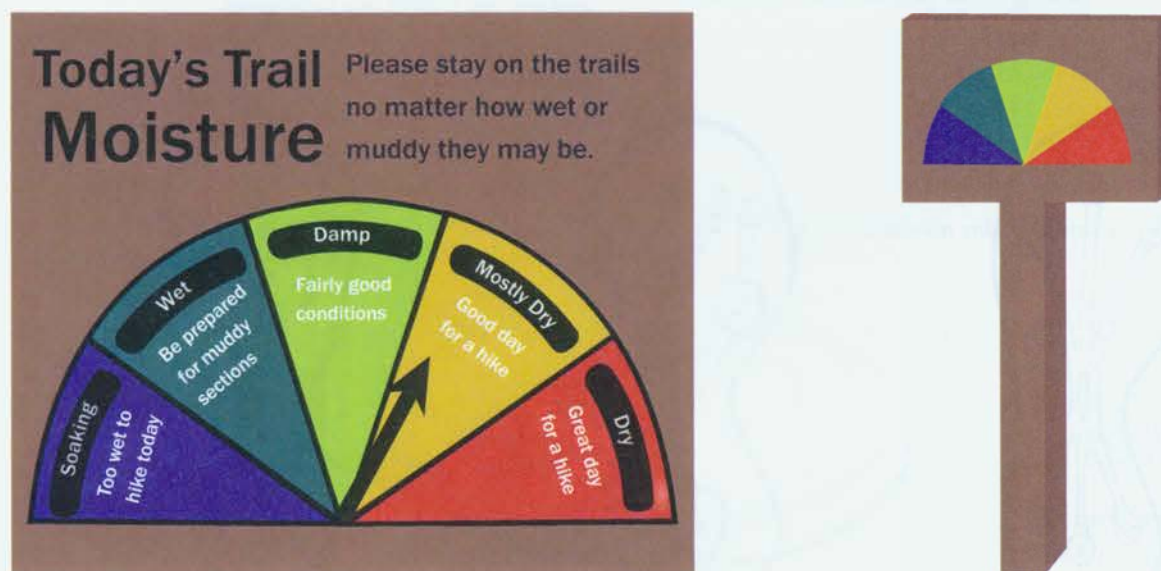 Today's Trail
Moisture
Please stay on the trails
no matter how wet or
muddy they may be.
Soaking
Too wet to
hike today
Wet
Be prepared
for muddy
sections
Damp
Fairly good
conditions
Mostly Dry
Good day
for a hike
Dry
Great day
for a hike